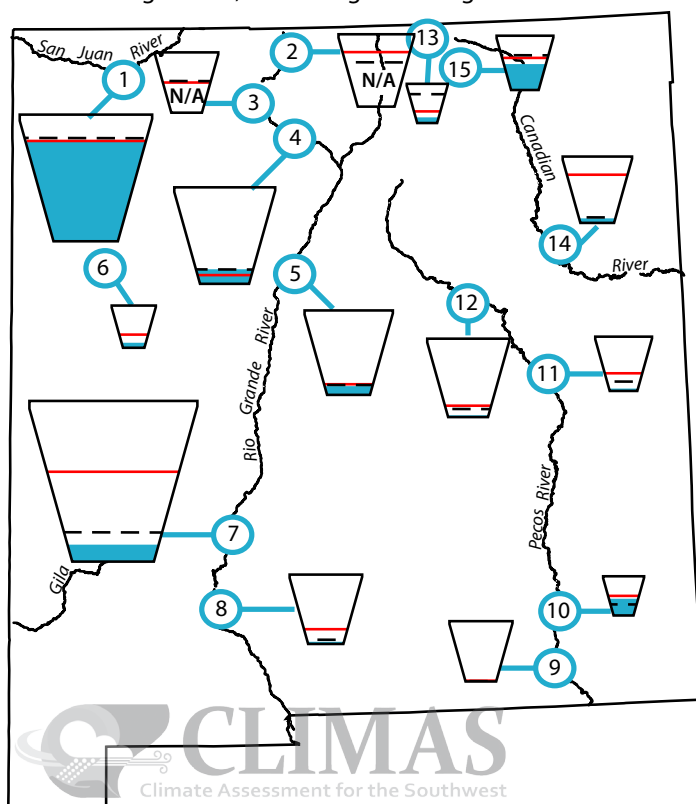 San Juan River
1
2
13
15
N/A
N/A
3
4
Canadian
14
River
6
5
12
Rio Grande River
11
Pecos River
7
Gila
8
10
9
CLIMAS
Climate Assessment for the Southwest